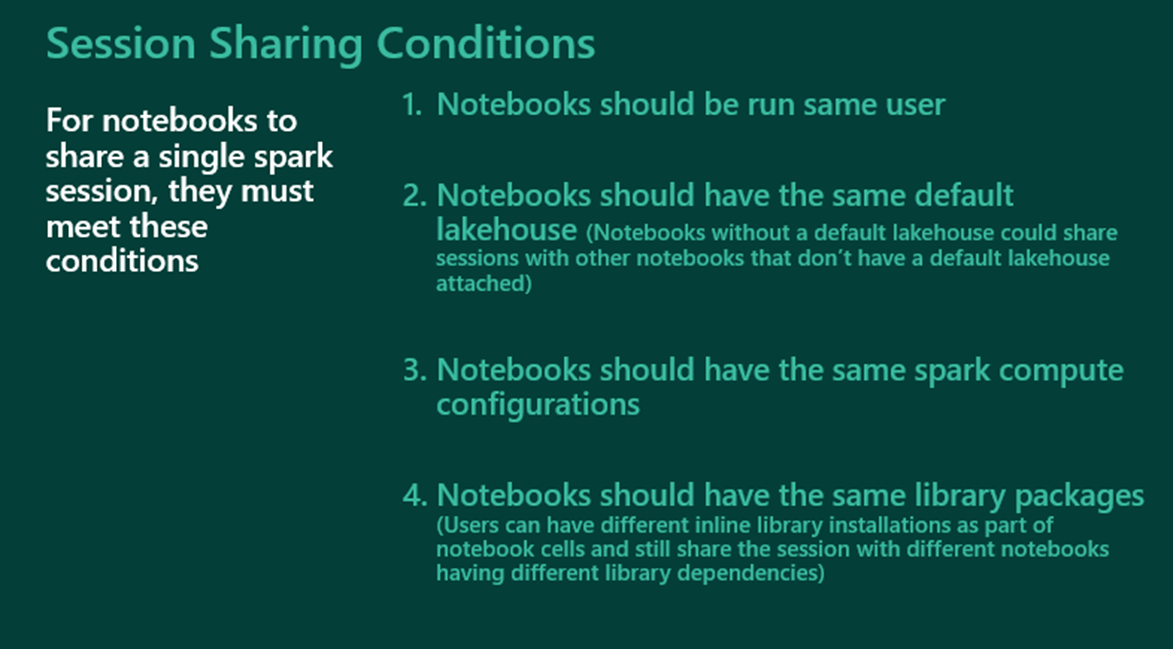 Session Sharing Conditions
For notebooks to
share a single spark
session, they must
meet these
conditions
1. Notebooks should be run same user
2. Notebooks should have the same default
lakehouse (Notebooks without a default lakehouse could share
sessions with other notebooks that don’t have a default lakehouse
attached)
3. Notebooks should have the same spark compute
configurations
4. Notebooks should have the same library packages
(Users can have different inline library installations as part of
notebook cells and still share the session with different notebooks
having different library dependencies)